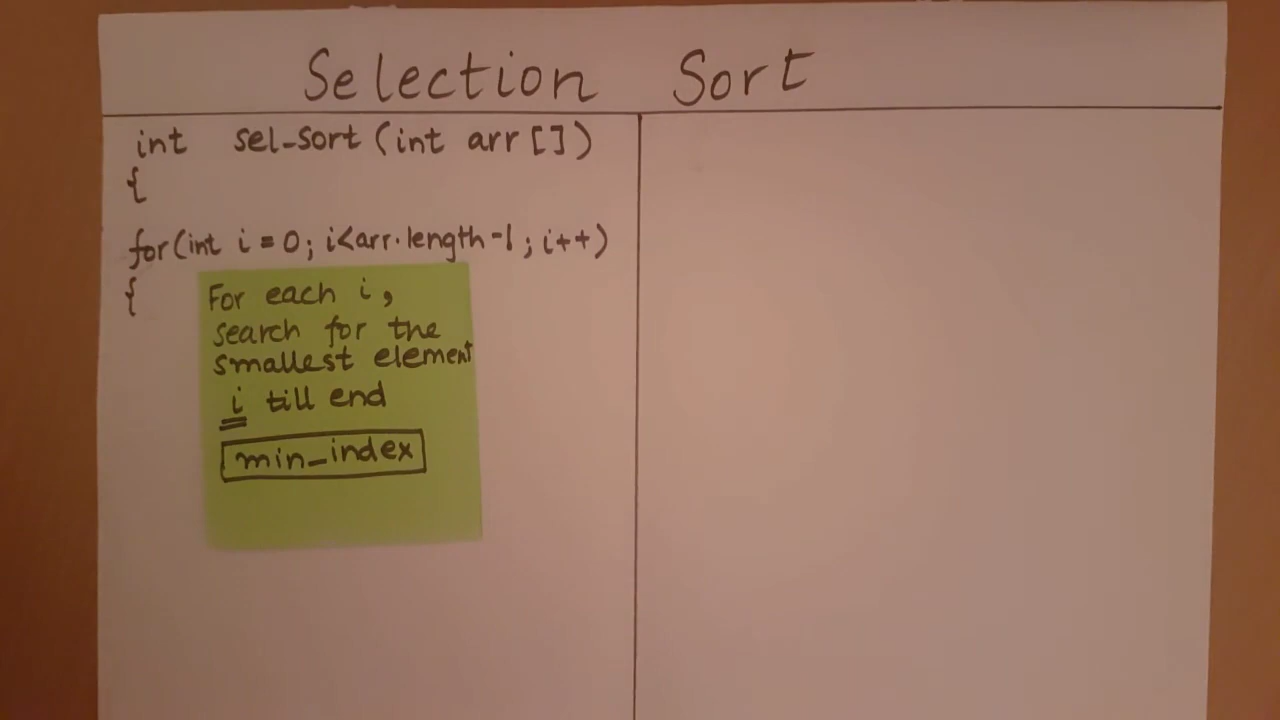 Selection Sort
int sel-sort (int arr [])
{
for(int i = 0; i<arr.length-1; i++)
{
For each i,
search for the
smallest element
i till end
min_index